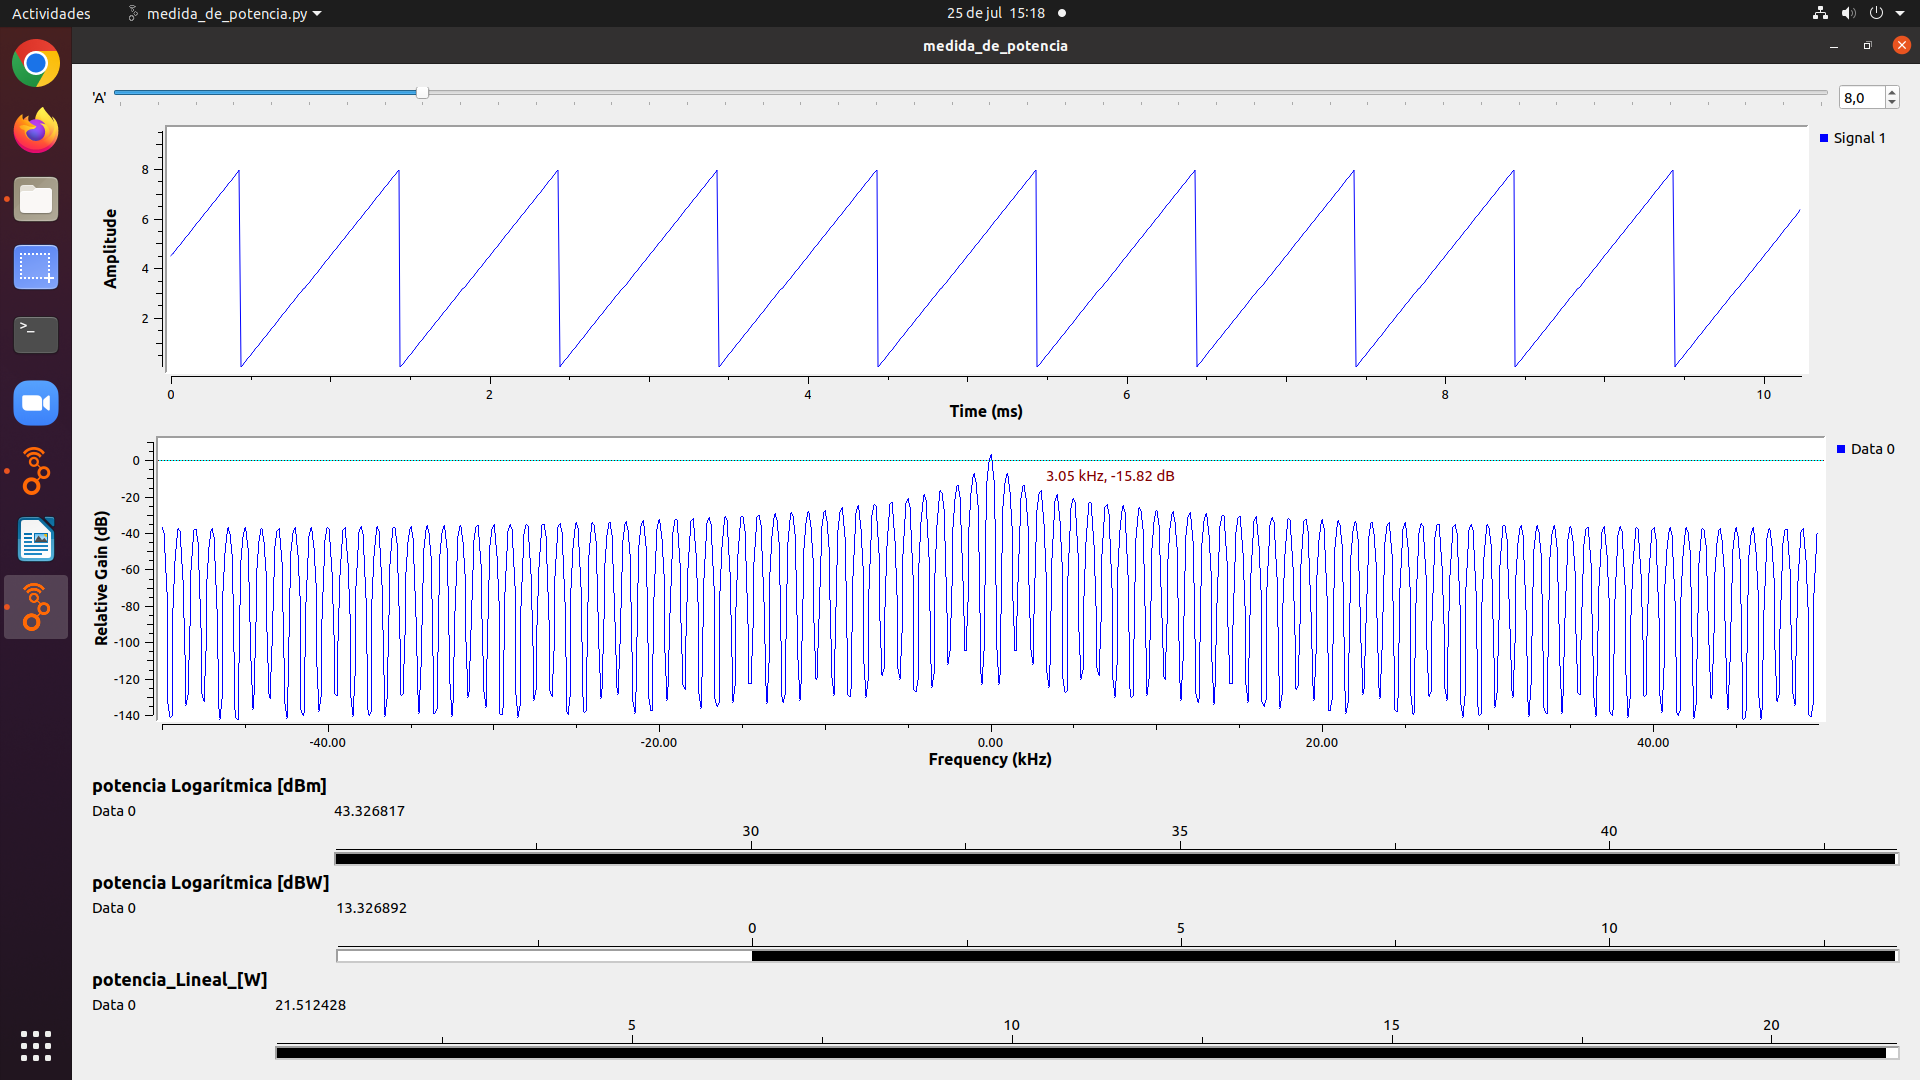 Actividades medida_de_potencia.py 25 de jul 15:18
medida_de_potencia
'A' 8,0
Signal 1
8
6
4
2
Amplitude
0 2 4 6 8 10
Time (ms)
Data 0
3.05 kHz, -15.82 dB
0
-20
-40
-60
-80
-100
-120
-140
Relative Gain (dB)
-40.00 -20.00 0.00 20.00 40.00
Frequency (kHz)
potencia Logarítmica [dBm]
Data 0 43.326817
30 35 40
potencia Logarítmica [dBW]
Data 0 13.326892
0 5 10
potencia_Lineal_[W]
Data 0 21.512428
5 10 15 20